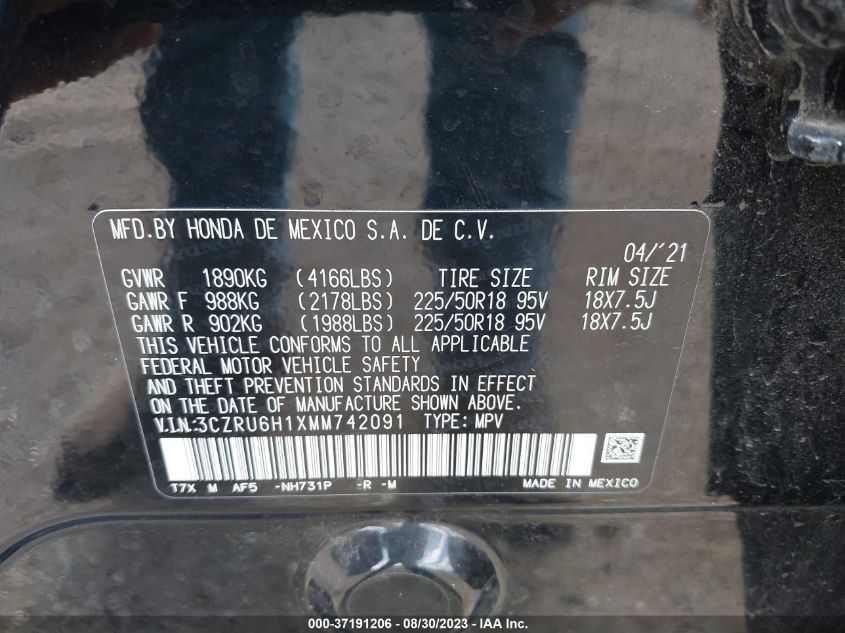 MFD.BY HONDA DE MEXICO S.A. DE C.V.
04/'21
GVWR 1890KG (4166LBS) TIRE SIZE RIM SIZE
GAWR F 988KG (2178LBS) 225/50R18 95V 18X7.5J
GAWR R 902KG (1988LBS) 225/50R18 95V 18X7.5J
THIS VEHICLE CONFORMS TO ALL APPLICABLE
FEDERAL MOTOR VEHICLE SAFETY
AND THEFT PREVENTION STANDARDS IN EFFECT
ON THE DATE OF MANUFACTURE SHOWN ABOVE.
V.I.N:3CZRU6H1XMM742091 TYPE: MPV
T7X M AF5 -NH731P -R -M MADE IN MEXICO
000-37191206 - 08/30/2023 - IAA Inc.